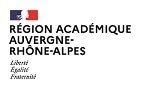 RÉGION ACADÉMIQUE
AUVERGNE-
RHÔNE-ALPES
Liberté
Égalité
Fraternité